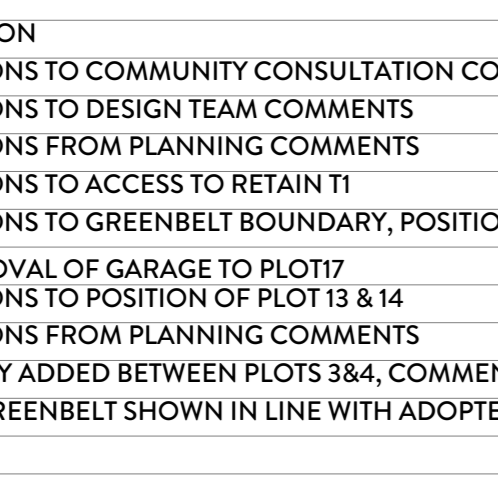 ON
ONS TO COMMUNITY CONSULTATION CO
ONS TO DESIGN TEAM COMMENTS
ONS FROM PLANNING COMMENTS
ONS TO ACCESS TO RETAIN T1
ONS TO GREENBELT BOUNDARY, POSITIO
OVAL OF GARAGE TO PLOT17
ONS TO POSITION OF PLOT 13 & 14
ONS FROM PLANNING COMMENTS
Y ADDED BETWEEN PLOTS 3&4, COMMEN
REENBELT SHOWN IN LINE WITH ADOPTE